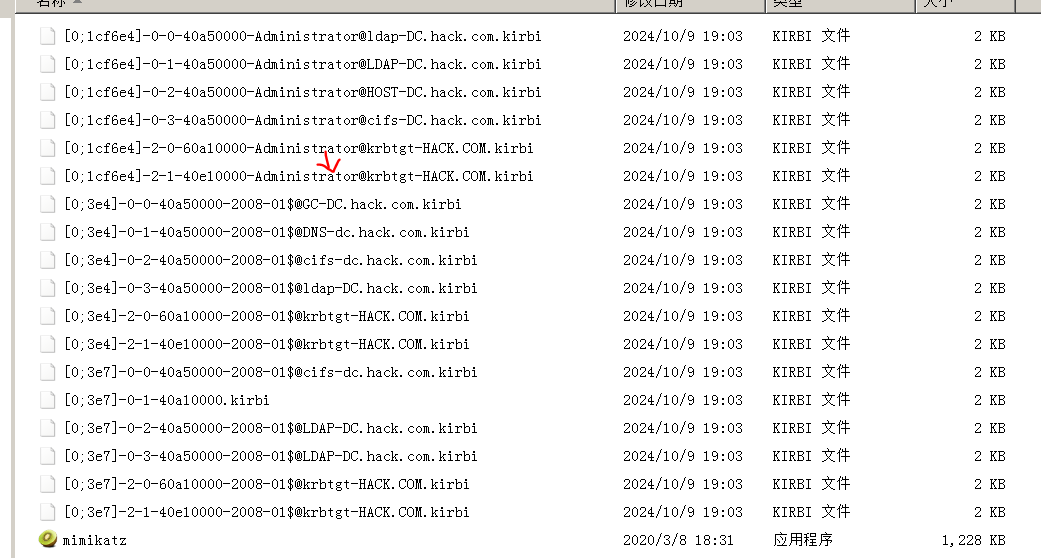 名称 修改日期 类型 大小
[0;1cf6e4]-0-0-40a50000-Administrator@ldap-DC.hack.com.kirbi 2024/10/9 19:03 KIRBI 文件 2 KB
[0;1cf6e4]-0-1-40a50000-Administrator@LDAP-DC.hack.com.kirbi 2024/10/9 19:03 KIRBI 文件 2 KB
[0;1cf6e4]-0-2-40a50000-Administrator@HOST-DC.hack.com.kirbi 2024/10/9 19:03 KIRBI 文件 2 KB
[0;1cf6e4]-0-3-40a50000-Administrator@cifs-DC.hack.com.kirbi 2024/10/9 19:03 KIRBI 文件 2 KB
[0;1cf6e4]-2-0-60a10000-Administrator@krbtgt-HACK.COM.kirbi 2024/10/9 19:03 KIRBI 文件 2 KB
[0;1cf6e4]-2-1-40e10000-Administrator@krbtgt-HACK.COM.kirbi 2024/10/9 19:03 KIRBI 文件 2 KB
[0;3e4]-0-0-40a50000-2008-01$@GC-DC.hack.com.kirbi 2024/10/9 19:03 KIRBI 文件 2 KB
[0;3e4]-0-1-40a50000-2008-01$@DNS-dc.hack.com.kirbi 2024/10/9 19:03 KIRBI 文件 2 KB
[0;3e4]-0-2-40a50000-2008-01$@cifs-dc.hack.com.kirbi 2024/10/9 19:03 KIRBI 文件 2 KB
[0;3e4]-0-3-40a50000-2008-01$@ldap-DC.hack.com.kirbi 2024/10/9 19:03 KIRBI 文件 2 KB
[0;3e4]-2-0-60a10000-2008-01$@krbtgt-HACK.COM.kirbi 2024/10/9 19:03 KIRBI 文件 2 KB
[0;3e4]-2-1-40e10000-2008-01$@krbtgt-HACK.COM.kirbi 2024/10/9 19:03 KIRBI 文件 2 KB
[0;3e7]-0-0-40a50000-2008-01$@cifs-dc.hack.com.kirbi 2024/10/9 19:03 KIRBI 文件 2 KB
[0;3e7]-0-1-40a10000.kirbi 2024/10/9 19:03 KIRBI 文件 2 KB
[0;3e7]-0-2-40a50000-2008-01$@LDAP-DC.hack.com.kirbi 2024/10/9 19:03 KIRBI 文件 2 KB
[0;3e7]-0-3-40a50000-2008-01$@LDAP-DC.hack.com.kirbi 2024/10/9 19:03 KIRBI 文件 2 KB
[0;3e7]-2-0-60a10000-2008-01$@krbtgt-HACK.COM.kirbi 2024/10/9 19:03 KIRBI 文件 2 KB
[0;3e7]-2-1-40e10000-2008-01$@krbtgt-HACK.COM.kirbi 2024/10/9 19:03 KIRBI 文件 2 KB
mimikatz 2020/3/8 18:31 应用程序 1,228 KB